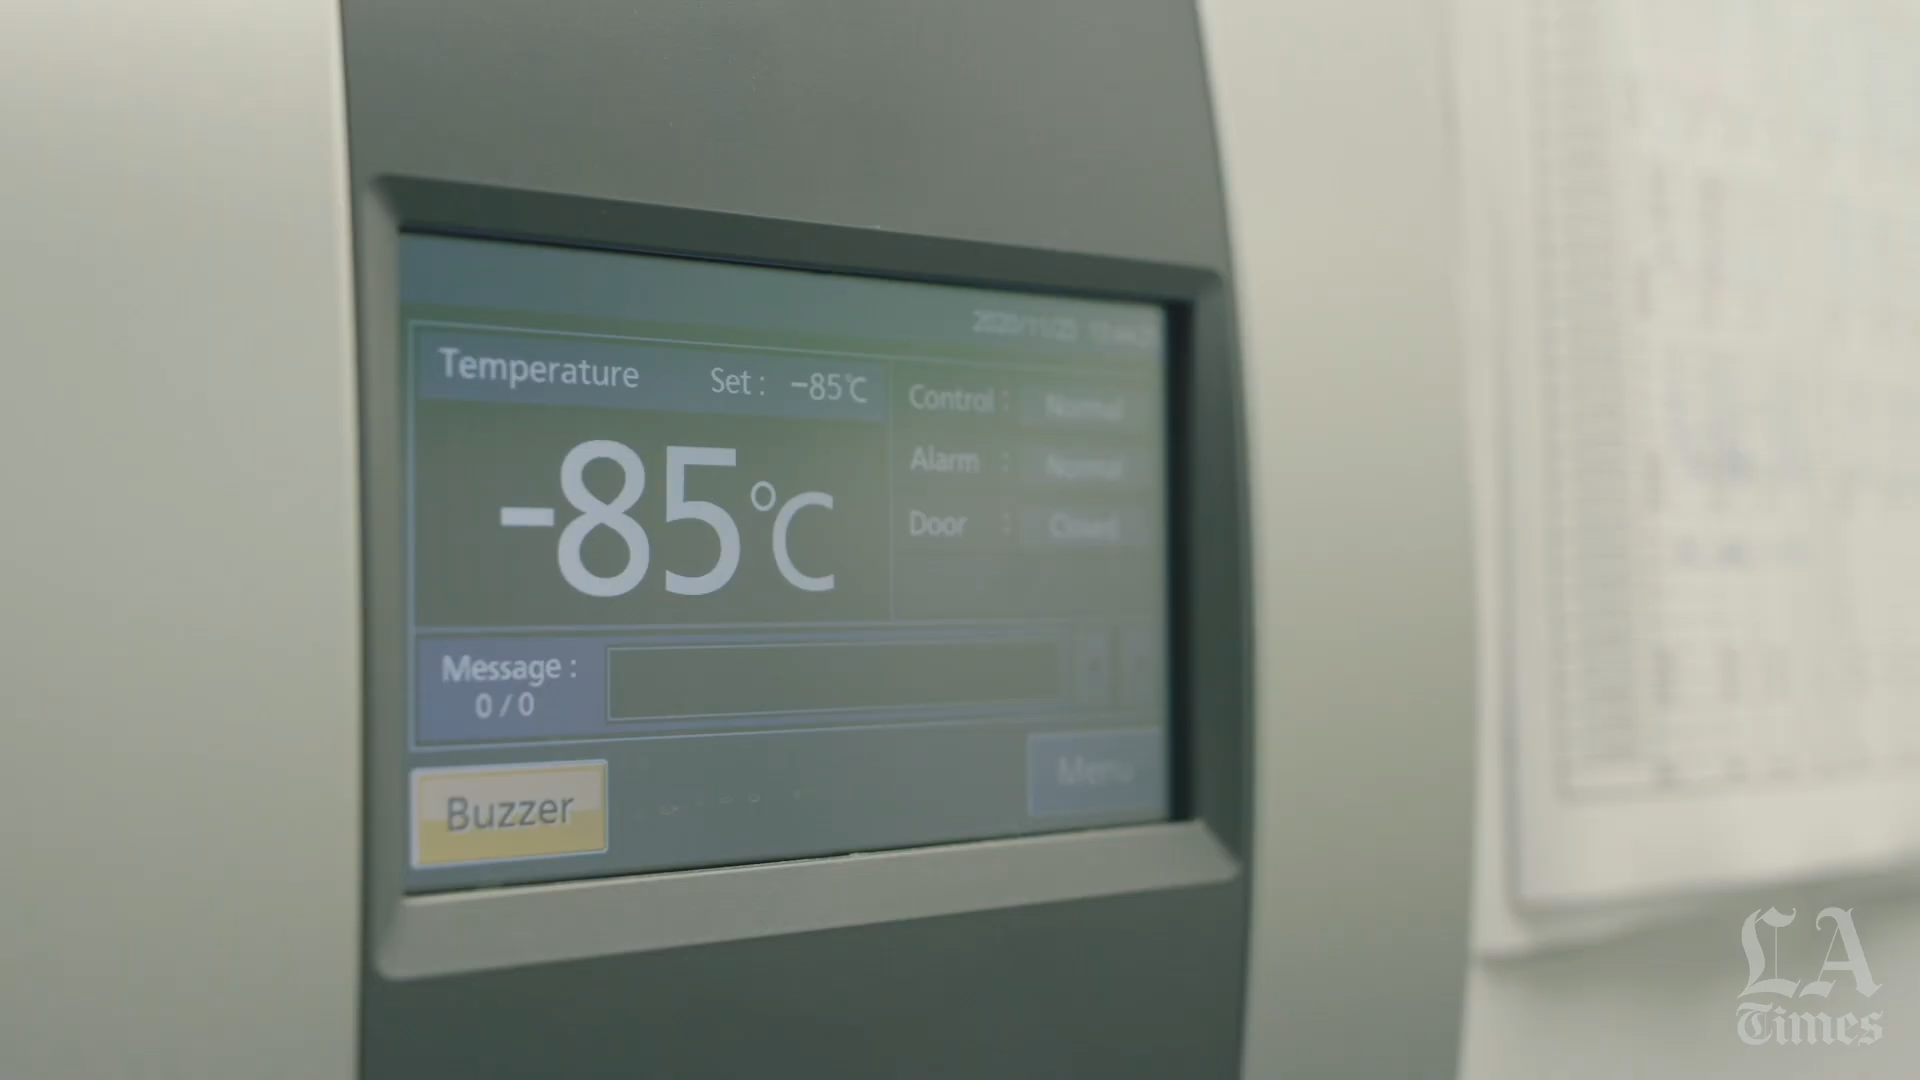 Temperature Set : -85℃
-85℃
Control : Normal
Alarm : Normal
Door : Closed
Message :
0 / 0
Buzzer
Menu
LA
Times